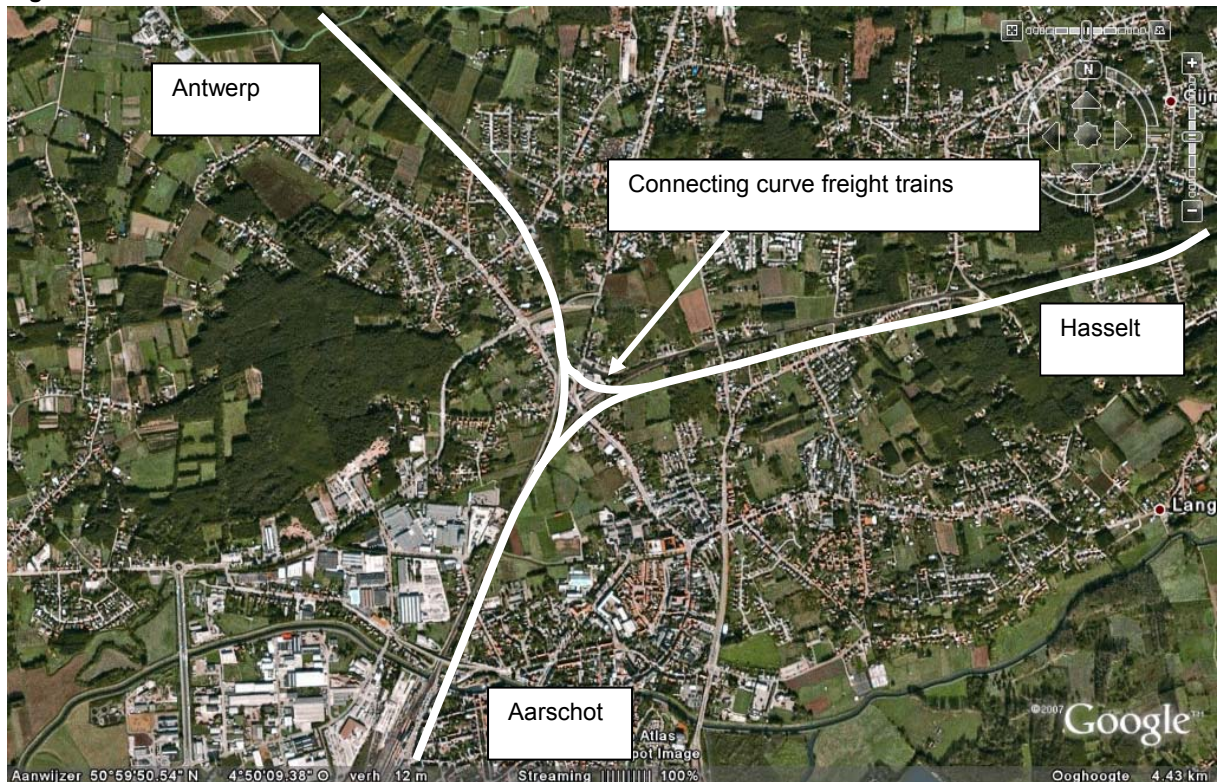 Antwerp
N
Connecting curve freight trains
Hasselt
Aarschot
©2007 Google™
Aanwijzer 50°59'50.54" N 4°50'09.38" O verh 12 m
Streaming |||||||||| 100%
Ooghoogte 4.43 km